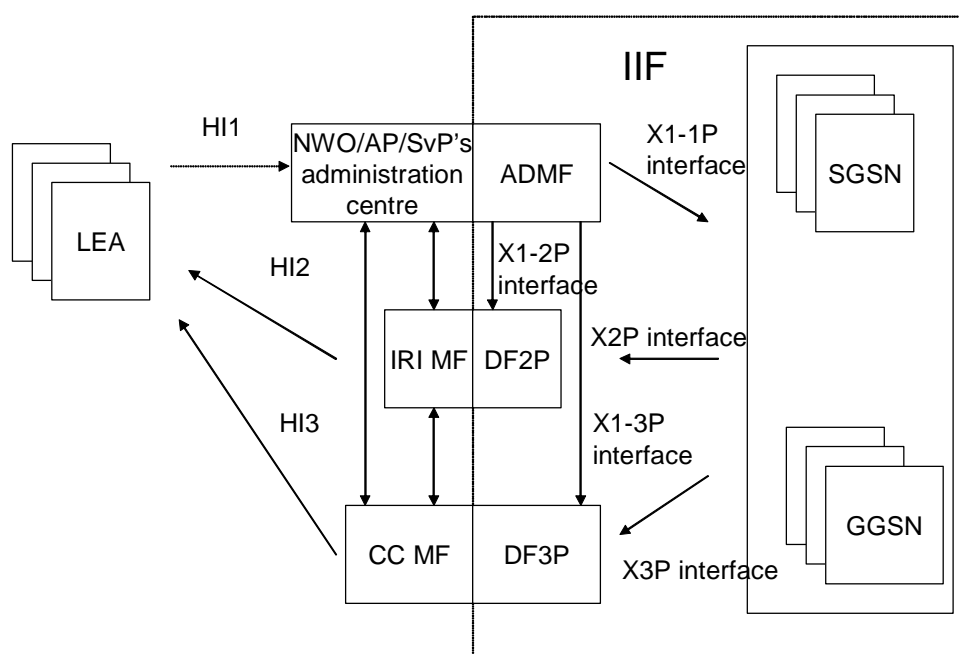 IIF
HI1
NWO/AP/SvP's
administration
centre
ADMF
X1-1P
interface
SGSN
LEA
HI2
X1-2P
interface
IRI MF
DF2P
X2P interface
HI3
X1-3P
interface
CC MF
DF3P
GGSN
X3P interface